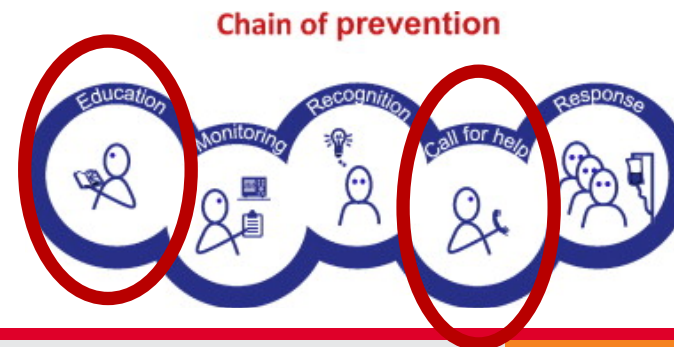 Chain of prevention
Education
Monitoring
Recognition
Call for help
Response